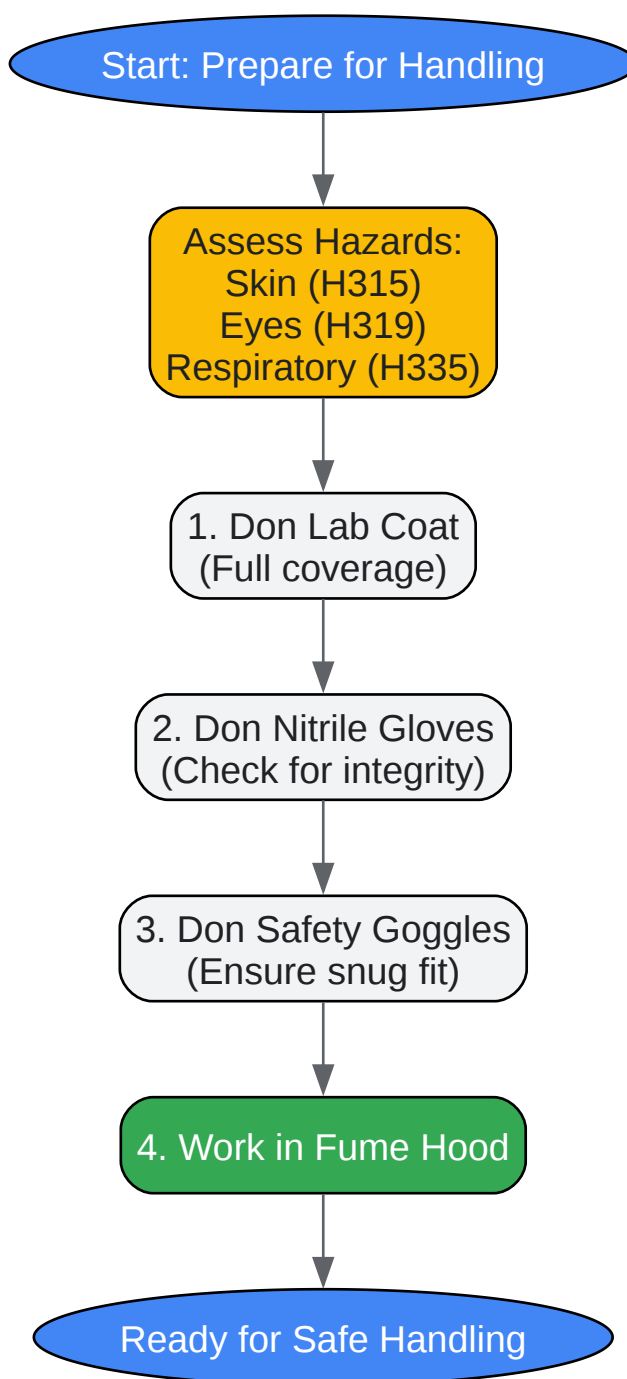 Start: Prepare for Handling
Assess Hazards:
Skin (H315)
Eyes (H319)
Respiratory (H335)
1. Don Lab Coat
(Full coverage)
2. Don Nitrile Gloves
(Check for integrity)
3. Don Safety Goggles
(Ensure snug fit)
4. Work in Fume Hood
Ready for Safe Handling